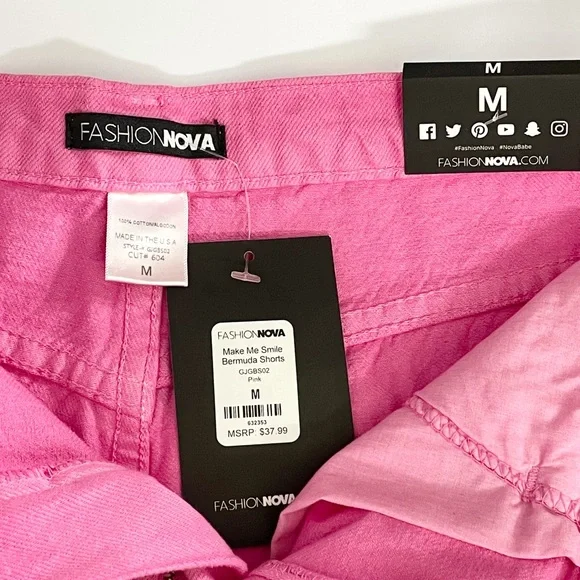 FASHIONNOVA
M
M
#FashionNova #NovaBabe
FASHIONNOVA.COM
100% COTTON/ALGODON
MADE IN THE U.S.A
STYLE# GJGBS02
CUT# 604
M
FASHIONNOVA
Make Me Smile
Bermuda Shorts
GJGBS02
Pink
M
632353
MSRP: $37.99
FASHIONNOVA